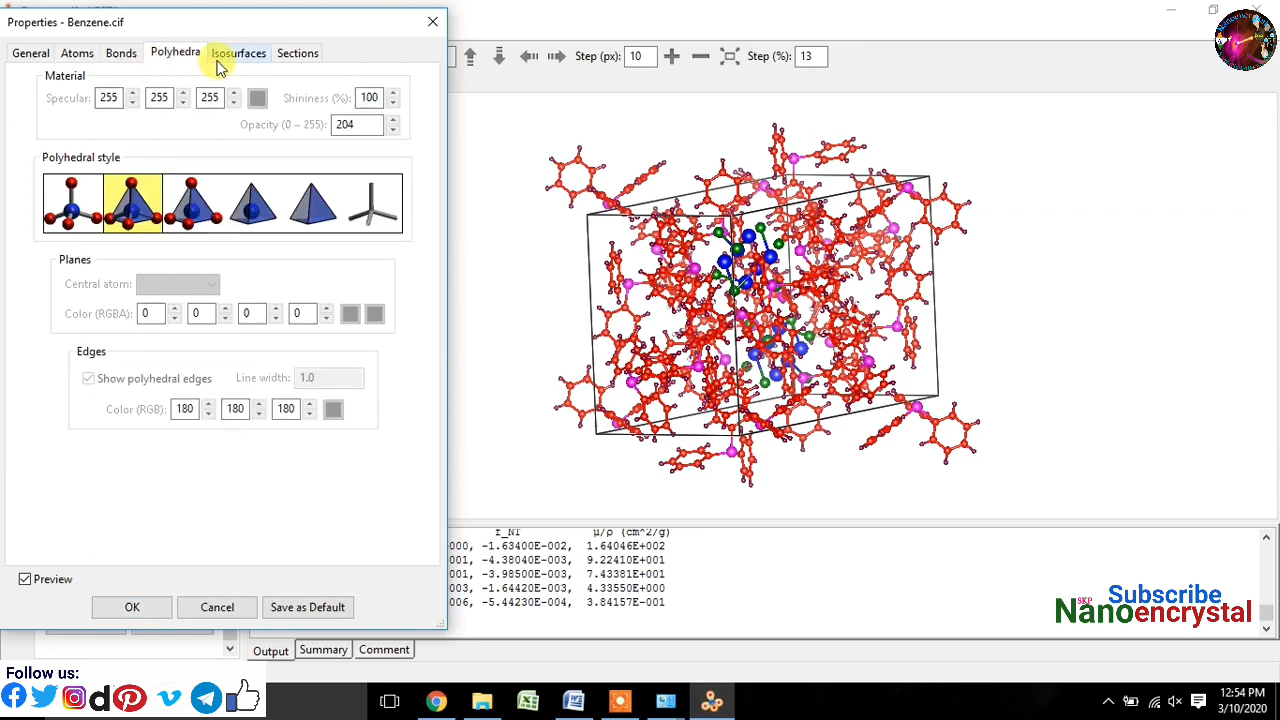 Properties - Benzene.cif
General Atoms Bonds Polyhedra Isosurfaces Sections
Step (px): 10 Step (%): 13
Material
Specular: 255 255 255 Shininess (%): 100
Opacity (0 ~ 255): 204
Polyhedral style
Planes
Central atom:
Color (RGBA): 0 0 0 0
Edges
Show polyhedral edges Line width: 1.0
Color (RGB): 180 180 180
f_NT μ/ρ (cm^2/g)
000, -1.63400E-002, 1.64046E+002
001, -4.38040E-003, 9.22410E+001
001, -3.98500E-003, 7.43381E+001
003, -1.64420E-003, 4.33550E+000
006, -5.44230E-004, 3.84157E-001
Preview
OK Cancel Save as Default
Output Summary Comment
Subscribe
SKP
Nanoencrystal
Follow us:
12:54 PM
3/10/2020